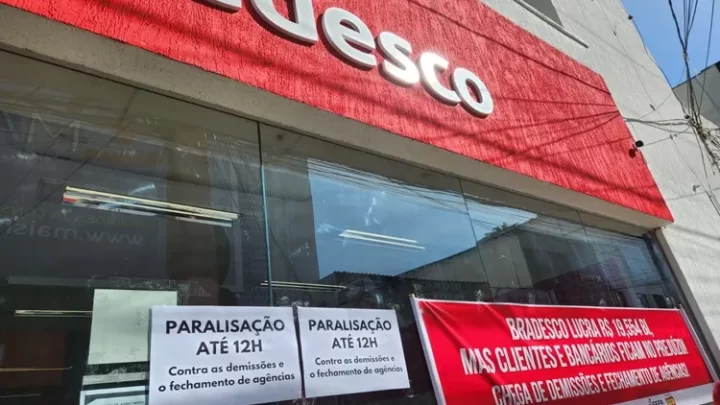 adesco
PARALISAÇÃO
ATÉ 12H
Contra as demissões e
o fechamento de agências
PARALISAÇÃO
ATÉ 12H
Contra as demissões e
o fechamento de agências
BRADESCO LUCRA R$ 19,554 BI,
MAS CLIENTES E BANCÁRIOS FICAM NO PREJUÍZO!
CHEGA DE DEMISSÕES E FECHAMENTO DE AGÊNCIAS!